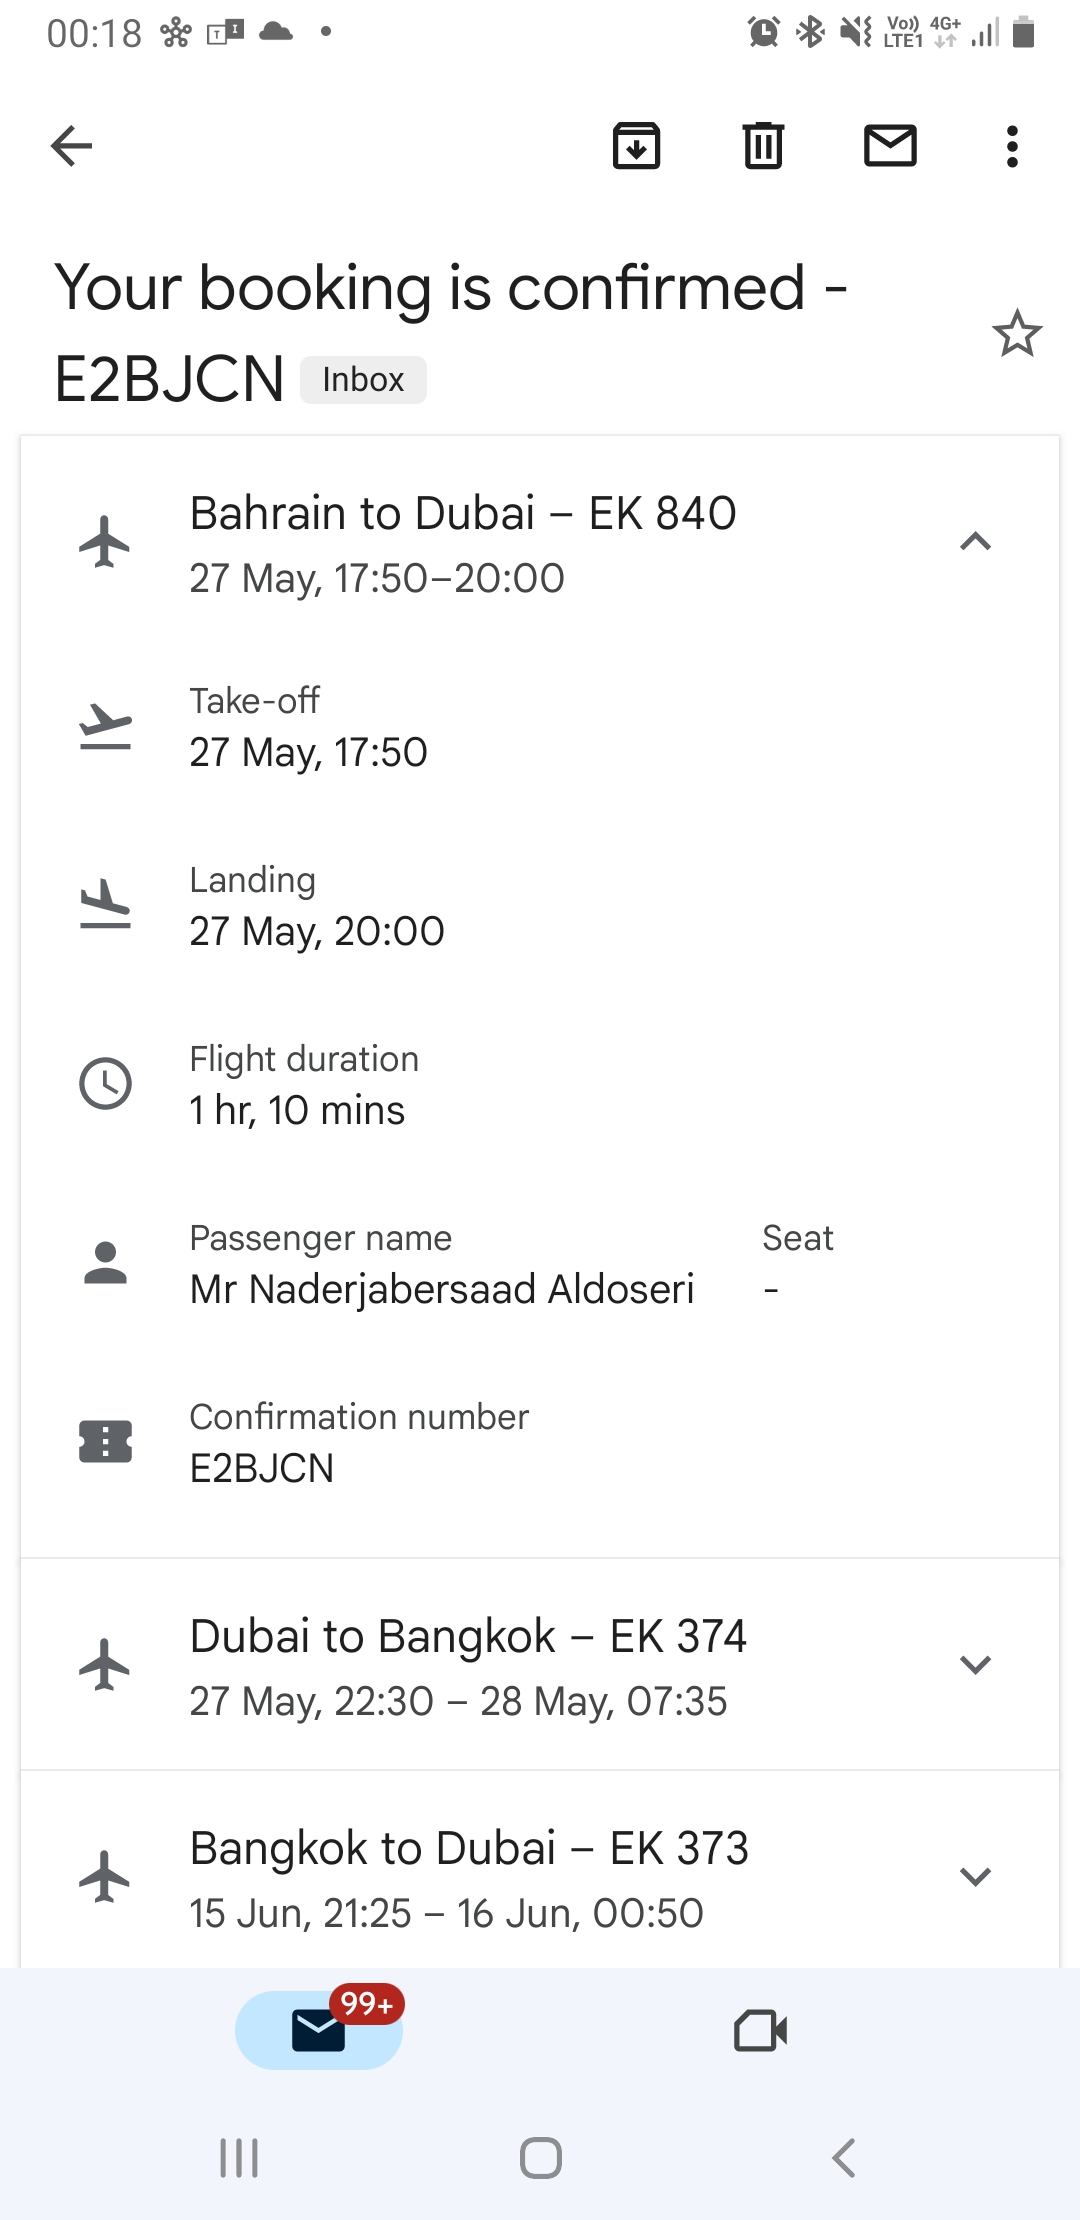 00:18
Vo))
LTE1
4G+
Your booking is confirmed -
E2BJCN Inbox
Bahrain to Dubai – EK 840
27 May, 17:50–20:00
Take-off
27 May, 17:50
Landing
27 May, 20:00
Flight duration
1 hr, 10 mins
Passenger name Seat
Mr Naderjabersaad Aldoseri -
Confirmation number
E2BJCN
Dubai to Bangkok – EK 374
27 May, 22:30 – 28 May, 07:35
Bangkok to Dubai – EK 373
15 Jun, 21:25 – 16 Jun, 00:50
99+